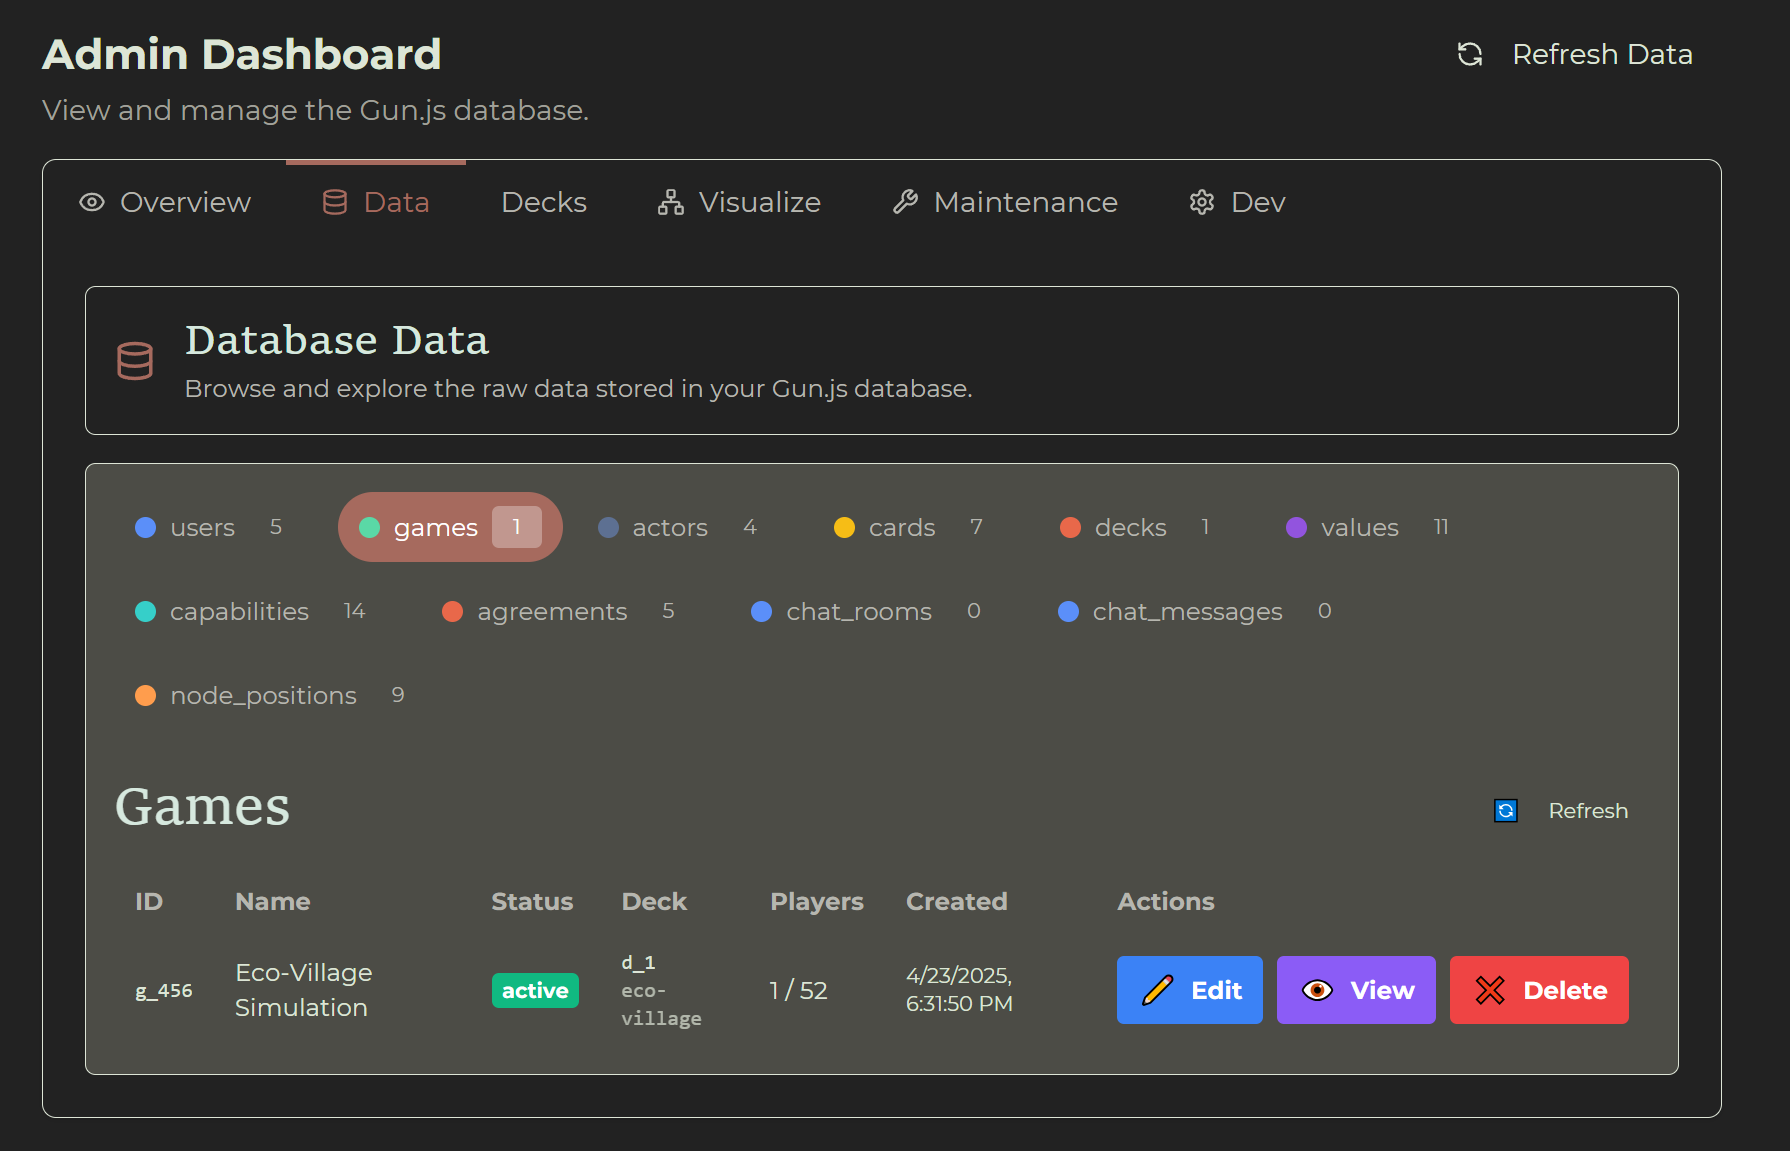 Admin Dashboard
Refresh Data
View and manage the Gun.js database.
Overview Data Decks Visualize Maintenance Dev
Database Data
Browse and explore the raw data stored in your Gun.js database.
users 5 games 1 actors 4 cards 7 decks 1 values 11
capabilities 14 agreements 5 chat_rooms 0 chat_messages 0
node_positions 9
Games
Refresh
ID Name Status Deck Players Created Actions
g_456
Eco-Village
Simulation
active
d_1
eco-
village
1 / 52
4/23/2025,
6:31:50 PM
Edit View Delete